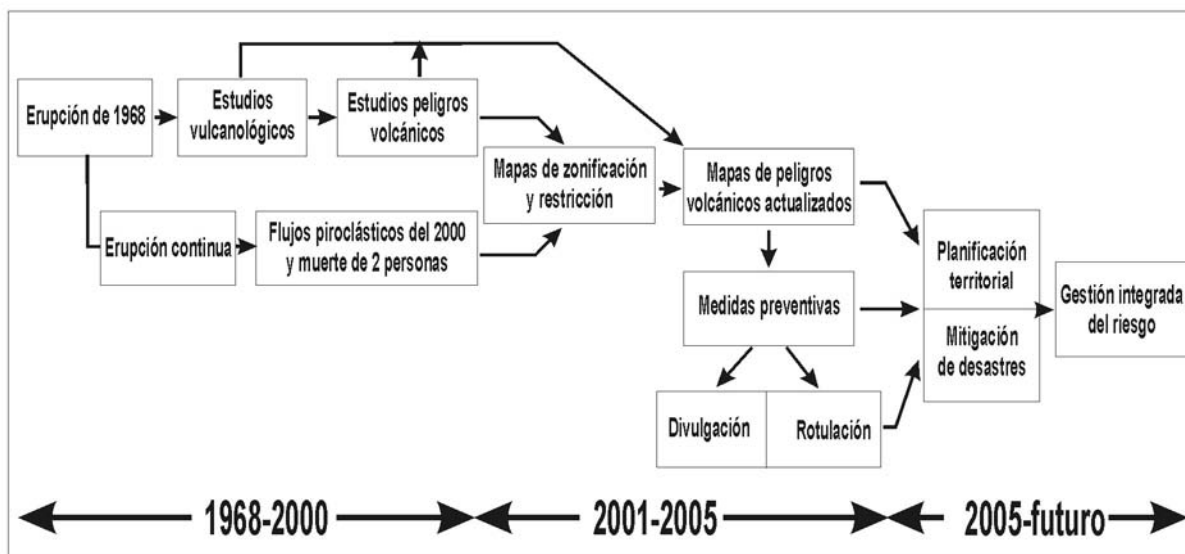 Erupción de 1968
Estudios
vulcanológicos
Estudios peligros
volcánicos
Erupción continua
Flujos piroclásticos del 2000
y muerte de 2 personas
Mapas de zonificación
y restricción
Mapas de peligros
volcánicos actualizados
Medidas preventivas
Divulgación
Rotulación
Planificación
territorial
Mitigación
de desastres
Gestión integrada
del riesgo
1968-2000
2001-2005
2005-futuro